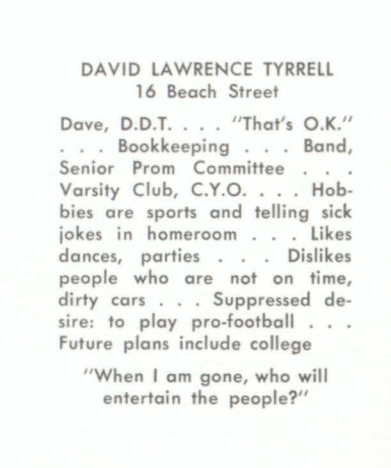 DAVID LAWRENCE TYRRELL
16 Beach Street
Dave, D.D.T. . . . "That's O.K."
. . . Bookkeeping . . . Band,
Senior Prom Committee . . .
Varsity Club, C.Y.O. . . . Hob-
bies are sports and telling sick
jokes in homeroom . . . Likes
dances, parties . . . Dislikes
people who are not on time,
dirty cars . . . Suppressed de-
sire: to play pro-football . . .
Future plans include college
"When I am gone, who will
entertain the people?"